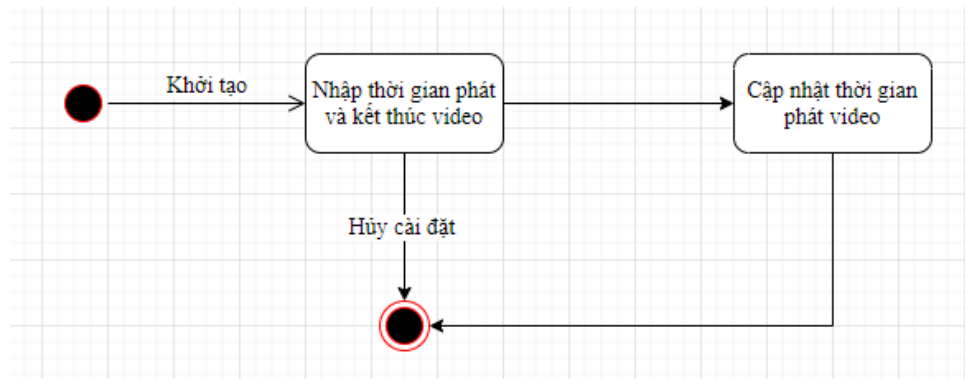 Khởi tạo
Nhập thời gian phát
và kết thúc video
Cập nhật thời gian
phát video
Hủy cài đặt